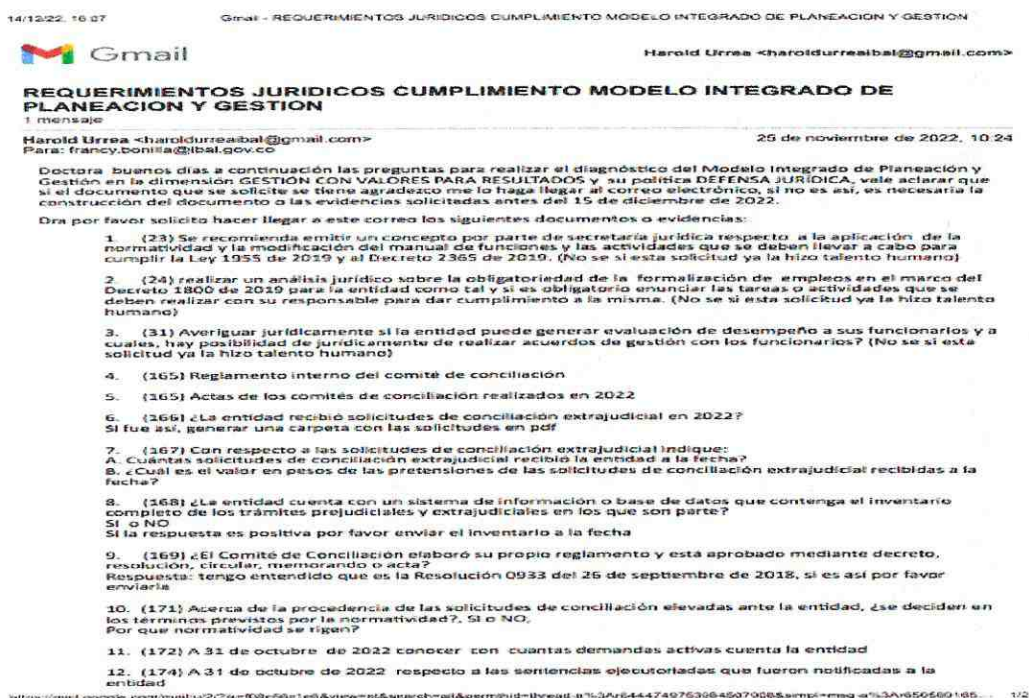 14/12/22, 16:07 Gmail - REQUERIMIENTOS JURIDICOS CUMPLIMIENTO MODELO INTEGRADO DE PLANEACION Y GESTION
Gmail
Harold Urrea <haroldurreaibal@gmail.com>
REQUERIMIENTOS JURIDICOS CUMPLIMIENTO MODELO INTEGRADO DE
PLANEACION Y GESTION
1 mensaje
Harold Urrea <haroldurreaibal@gmail.com> 25 de noviembre de 2022, 10:24
Para: francy.bonilla@ibal.gov.co
Doctora buenos días a continuación las preguntas para realizar el diagnóstico del Modelo Integrado de Planeación y
Gestión en la dimensión GESTIÓN CON VALORES PARA RESULTADOS y su política DEFENSA JURÍDICA, vale aclarar que
si el documento que se solicite se tiene agradezco me lo haga llegar al correo electrónico, si no es así, es necesaria la
construcción del documento o las evidencias solicitadas antes del 15 de diciembre de 2022.
Dra por favor solicito hacer llegar a este correo los siguientes documentos o evidencias:
1. (23) Se recomienda emitir un concepto por parte de secretaría jurídica respecto a la aplicación de la
normatividad y la modificación del manual de funciones y las actividades que se deben llevar a cabo para
cumplir la Ley 1955 de 2019 y al Decreto 2365 de 2019. (No se si esta solicitud ya la hizo talento humano)
2. (24) realizar un análisis jurídico sobre la obligatoriedad de la formalización de empleos en el marco del
Decreto 1800 de 2019 para la entidad como tal y si es obligatorio enunciar las tareas o actividades que se
deben realizar con su responsable para dar cumplimiento a la misma. (No se si esta solicitud ya la hizo talento
humano)
3. (31) Averiguar jurídicamente si la entidad puede generar evaluación de desempeño a sus funcionarios y a
cuales, hay posibilidad de jurídicamente de realizar acuerdos de gestión con los funcionarios? (No se si esta
solicitud ya la hizo talento humano)
4. (165) Reglamento interno del comité de conciliación
5. (165) Actas de los comités de conciliación realizados en 2022
6. (166) ¿La entidad recibió solicitudes de conciliación extrajudicial en 2022?
Si fue así, generar una carpeta con las solicitudes en pdf
7. (167) Con respecto a las solicitudes de conciliación extrajudicial indique:
A. Cuántas solicitudes de conciliación extrajudicial recibió la entidad a la fecha?
B. ¿Cuál es el valor en pesos de las pretensiones de las solicitudes de conciliación extrajudicial recibidas a la
fecha?
8. (168) ¿La entidad cuenta con un sistema de información o base de datos que contenga el inventario
completo de los trámites prejudiciales y extrajudiciales en los que son parte?
SI o NO
Si la respuesta es positiva por favor enviar el inventario a la fecha
9. (169) ¿El Comité de Conciliación elaboró su propio reglamento y está aprobado mediante decreto,
resolución, circular, memorando o acta?
Respuesta: tengo entendido que es la Resolución 0933 del 26 de septiembre de 2018, si es así por favor
enviarla
10. (171) Acerca de la procedencia de las solicitudes de conciliación elevadas ante la entidad, ¿se deciden en
los términos previstos por la normatividad?, SI o NO,
Por que normatividad se rigen?
11. (172) A 31 de octubre de 2022 conocer con cuantas demandas activas cuenta la entidad
12. (174) A 31 de octubre de 2022 respecto a las sentencias ejecutoriadas que fueron notificadas a la
entidad